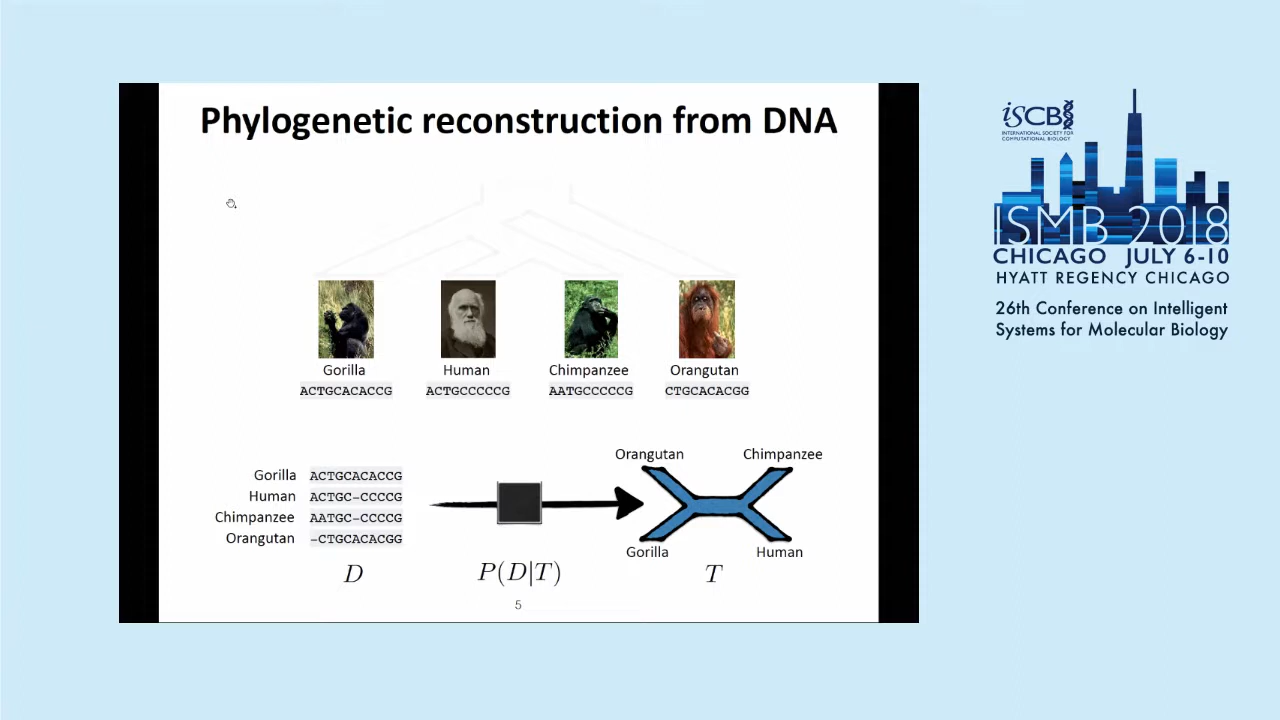 Phylogenetic reconstruction from DNA
Gorilla Human Chimpanzee Orangutan
ACTGCACACCG ACTGCCCCCG AATGCCCCCG CTGCACACGG
Gorilla ACTGCACACCG
Human ACTGC-CCCCG
Chimpanzee AATGC-CCCCG
Orangutan -CTGCACACGG
D
P(D|T)
Orangutan Chimpanzee
Gorilla Human
T
5
iSCB
INTERNATIONAL SOCIETY FOR
COMPUTATIONAL BIOLOGY
ISMB 2018
CHICAGO JULY 6-10
HYATT REGENCY CHICAGO
26th Conference on Intelligent
Systems for Molecular Biology